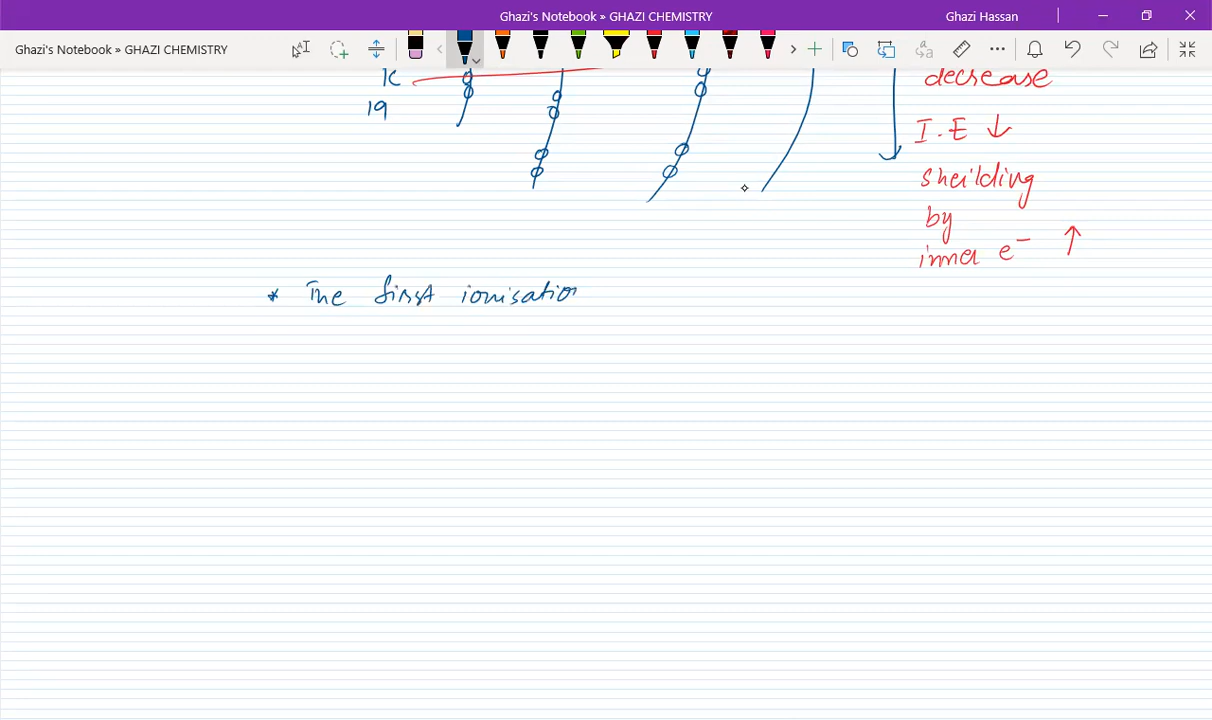 Ghazi's Notebook » GHAZI CHEMISTRY
Ghazi Hassan
Ghazi's Notebook » GHAZI CHEMISTRY
K
19
decrease
I.E ↓
sheilding
by
inner e⁻ ↑
* The first ionisation